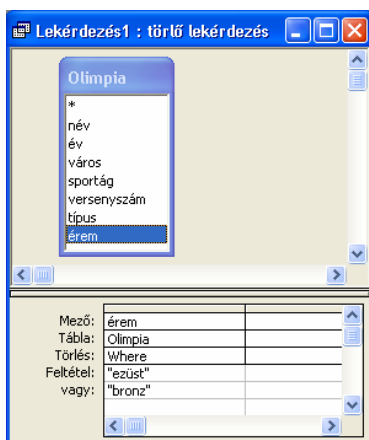 Lekérdezés1 : törlő lekérdezés
Olimpia
*
név
év
város
sportág
versenyszám
típus
érem
Mező: érem
Tábla: Olimpia
Törlés: Where
Feltétel: "ezüst"
vagy: "bronz"